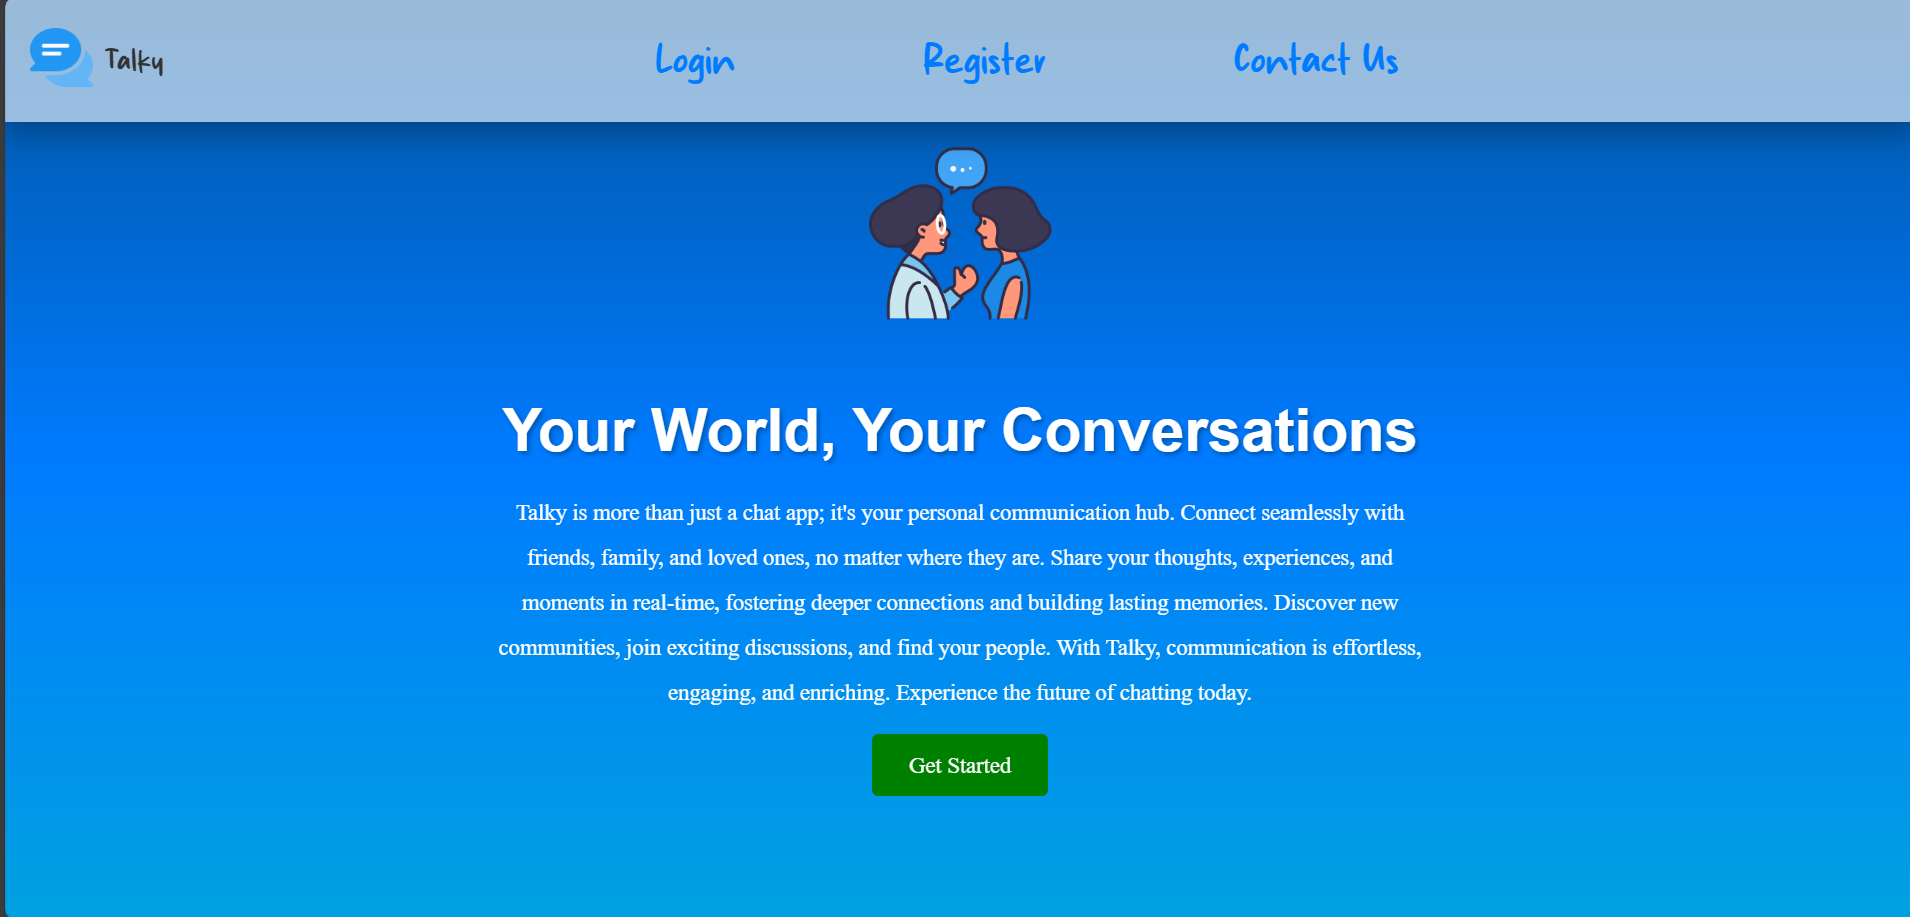 Talky
Login
Register
Contact Us
Your World, Your Conversations
Talky is more than just a chat app; it's your personal communication hub. Connect seamlessly with
friends, family, and loved ones, no matter where they are. Share your thoughts, experiences, and
moments in real-time, fostering deeper connections and building lasting memories. Discover new
communities, join exciting discussions, and find your people. With Talky, communication is effortless,
engaging, and enriching. Experience the future of chatting today.
Get Started